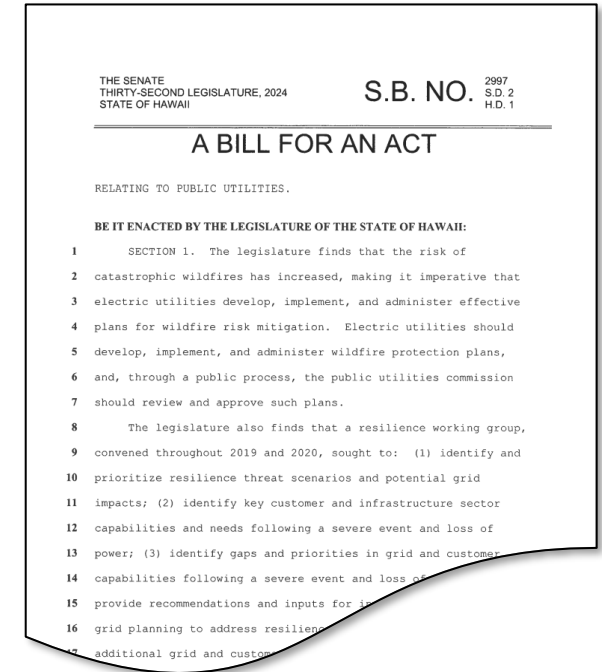 THE SENATE
THIRTY-SECOND LEGISLATURE, 2024
STATE OF HAWAII
S.B. NO. 2997
S.D. 2
H.D. 1
A BILL FOR AN ACT
RELATING TO PUBLIC UTILITIES.
BE IT ENACTED BY THE LEGISLATURE OF THE STATE OF HAWAII:
1 SECTION 1. The legislature finds that the risk of
2 catastrophic wildfires has increased, making it imperative that
3 electric utilities develop, implement, and administer effective
4 plans for wildfire risk mitigation. Electric utilities should
5 develop, implement, and administer wildfire protection plans,
6 and, through a public process, the public utilities commission
7 should review and approve such plans.
8 The legislature also finds that a resilience working group,
9 convened throughout 2019 and 2020, sought to: (1) identify and
10 prioritize resilience threat scenarios and potential grid
11 impacts; (2) identify key customer and infrastructure sector
12 capabilities and needs following a severe event and loss of
13 power; (3) identify gaps and priorities in grid and customer
14 capabilities following a severe event and loss of
15 provide recommendations and inputs for
16 grid planning to address
17 additional grid and